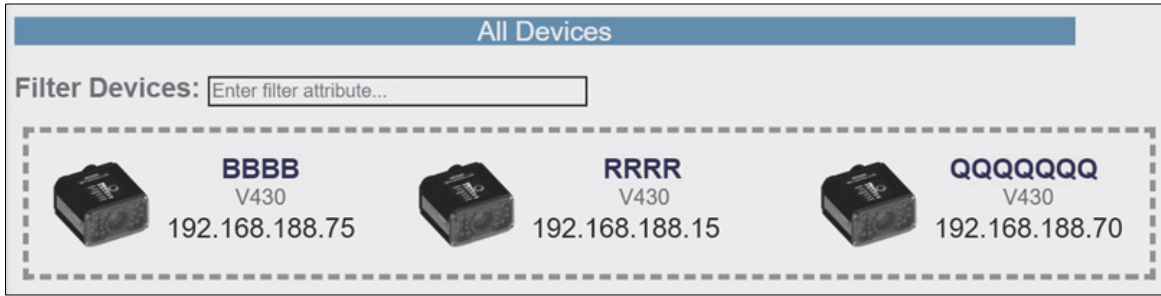 All Devices
Filter Devices: Enter filter attribute...
BBBB
V430
192.168.188.75
RRRR
V430
192.168.188.15
QQQQQQQ
V430
192.168.188.70